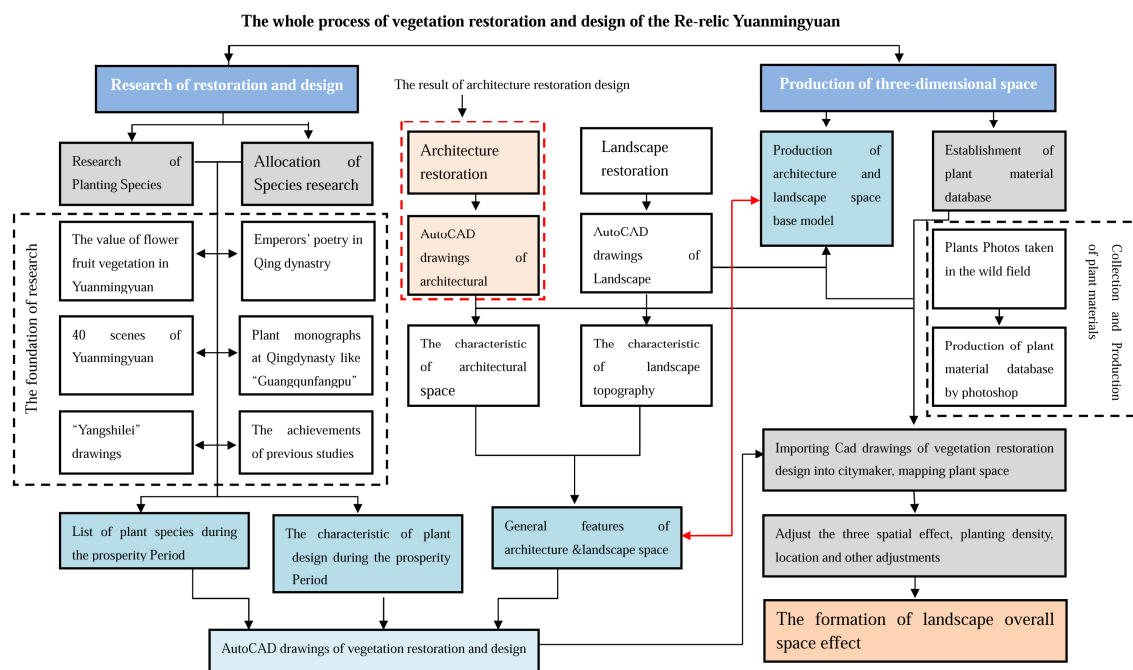 The whole process of vegetation restoration and design of the Re-relic Yuanmingyuan
Research of restoration and design
The result of architecture restoration design
Production of three-dimensional space
Research of
Planting Species
Allocation of
Species research
Architecture
restoration
Landscape
restoration
Production of
architecture and
landscape space
base model
Establishment of
plant material
database
The foundation of research
The value of flower
fruit vegetation in
Yuanmingyuan
Emperors' poetry in
Qing dynastry
AutoCAD
drawings of
architectural
AutoCAD
drawings of
Landscape
Plants Photos taken
in the wild field
Collection and Production
of plant materials
40 scenes of
Yuanmingyuan
Plant monographs
at Qingdynasty like
"Guangqunfangpu"
The characteristic
of architectural
space
The characteristic
of landscape
topography
Production of plant
material database
by photoshop
"Yangshilei"
drawings
The achievements
of previous studies
Importing Cad drawings of vegetation restoration
design into citymaker, mapping plant space
List of plant species during
the prosperity Period
The characteristic of plant
design during the prosperity
Period
General features of
architecture &landscape space
Adjust the three spatial effect, planting density,
location and other adjustments
AutoCAD drawings of vegetation restoration and design
The formation of landscape overall
space effect